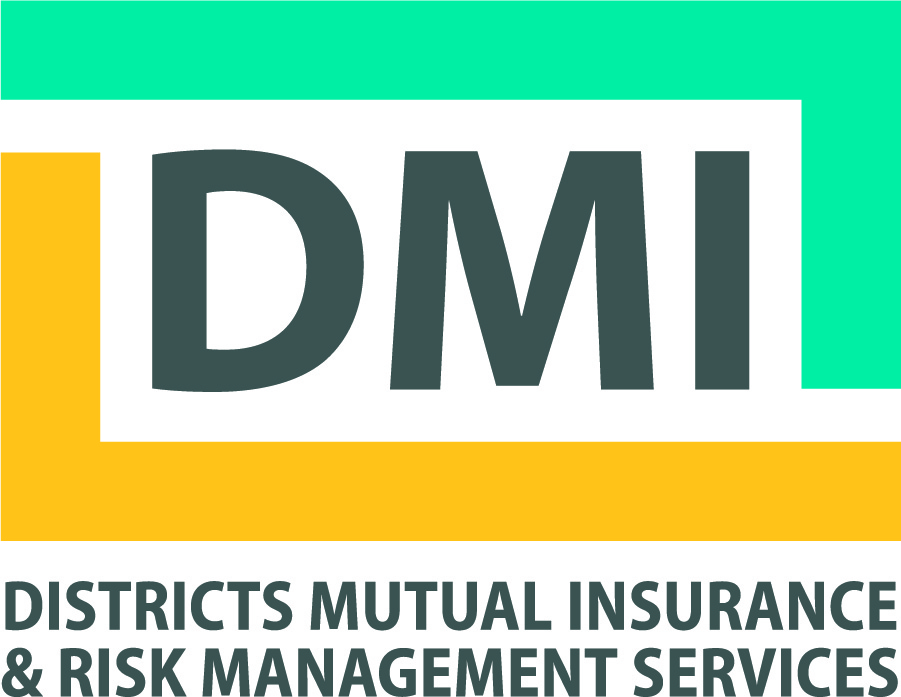 DMI
DISTRICTS MUTUAL INSURANCE
& RISK MANAGEMENT SERVICES